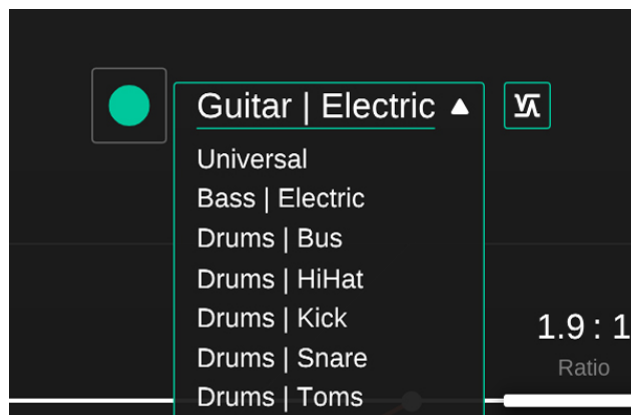 Guitar | Electric
Universal
Bass | Electric
Drums | Bus
Drums | HiHat
Drums | Kick
Drums | Snare
Drums | Toms
1.9 : 1
Ratio